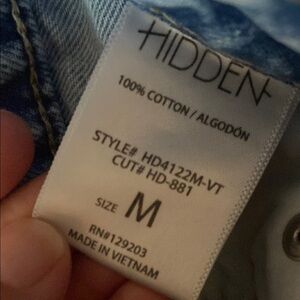 HIDDEN
100% COTTON / ALGODÓN
STYLE# HD4122M-VT
CUT# HD-881
SIZE M
RN#129203
MADE IN VIETNAM